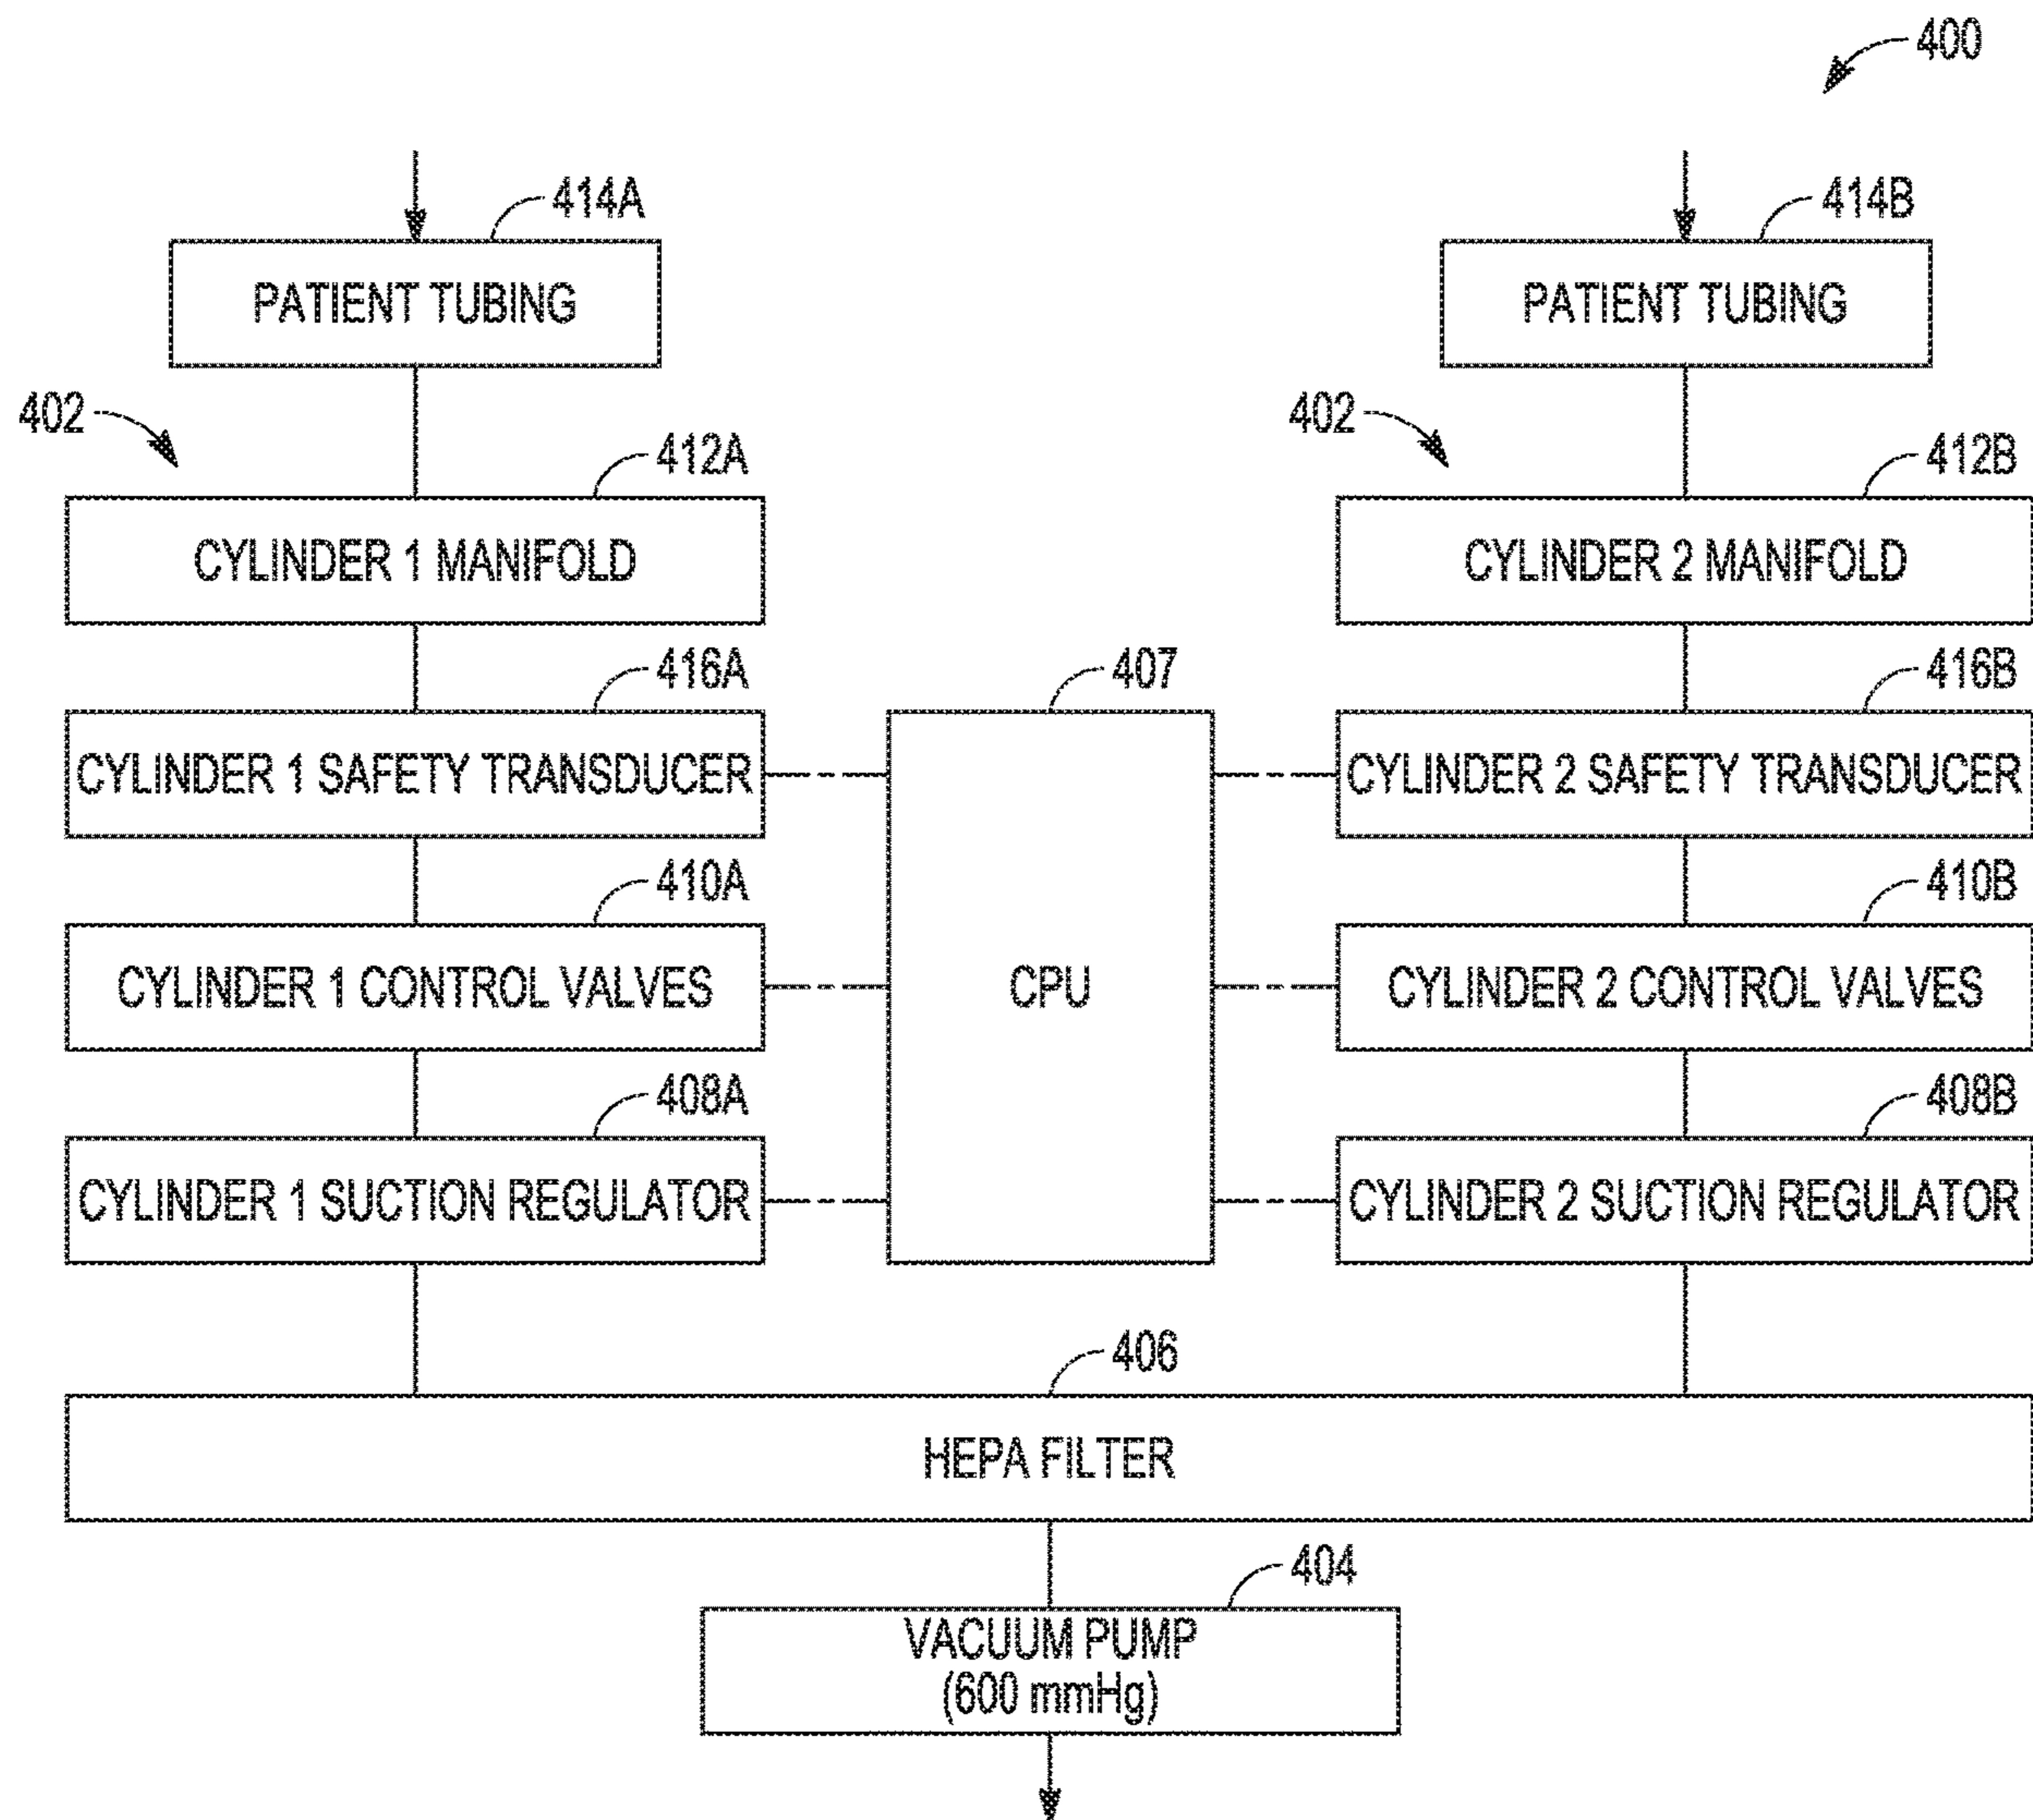 400
414A
414B
PATIENT TUBING
PATIENT TUBING
402
402
412A
412B
CYLINDER 1 MANIFOLD
CYLINDER 2 MANIFOLD
416A
407
416B
CYLINDER 1 SAFETY TRANSDUCER
CYLINDER 2 SAFETY TRANSDUCER
410A
410B
CYLINDER 1 CONTROL VALVES
CPU
CYLINDER 2 CONTROL VALVES
408A
408B
CYLINDER 1 SUCTION REGULATOR
CYLINDER 2 SUCTION REGULATOR
406
HEPA FILTER
404
VACUUM PUMP
(600 mmHg)